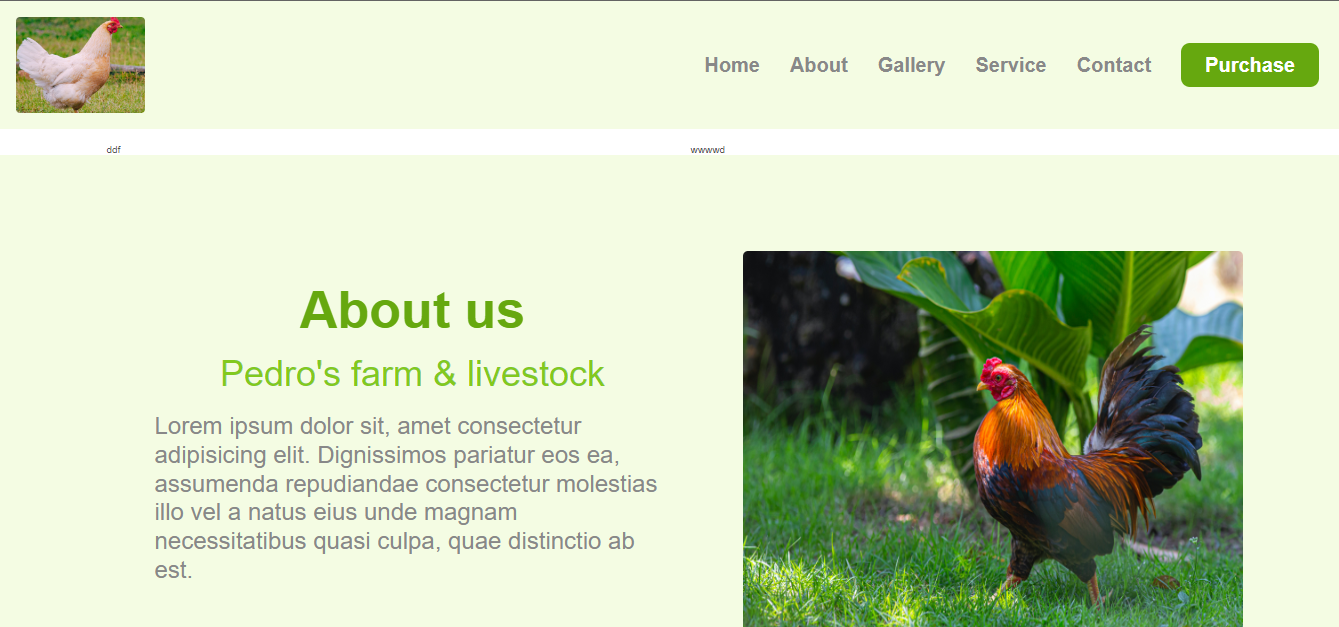 Home About Gallery Service Contact Purchase
ddf wwwwd
About us
Pedro's farm & livestock
Lorem ipsum dolor sit, amet consectetur
adipisicing elit. Dignissimos pariatur eos ea,
assumenda repudiandae consectetur molestias
illo vel a natus eius unde magnam
necessitatibus quasi culpa, quae distinctio ab
est.